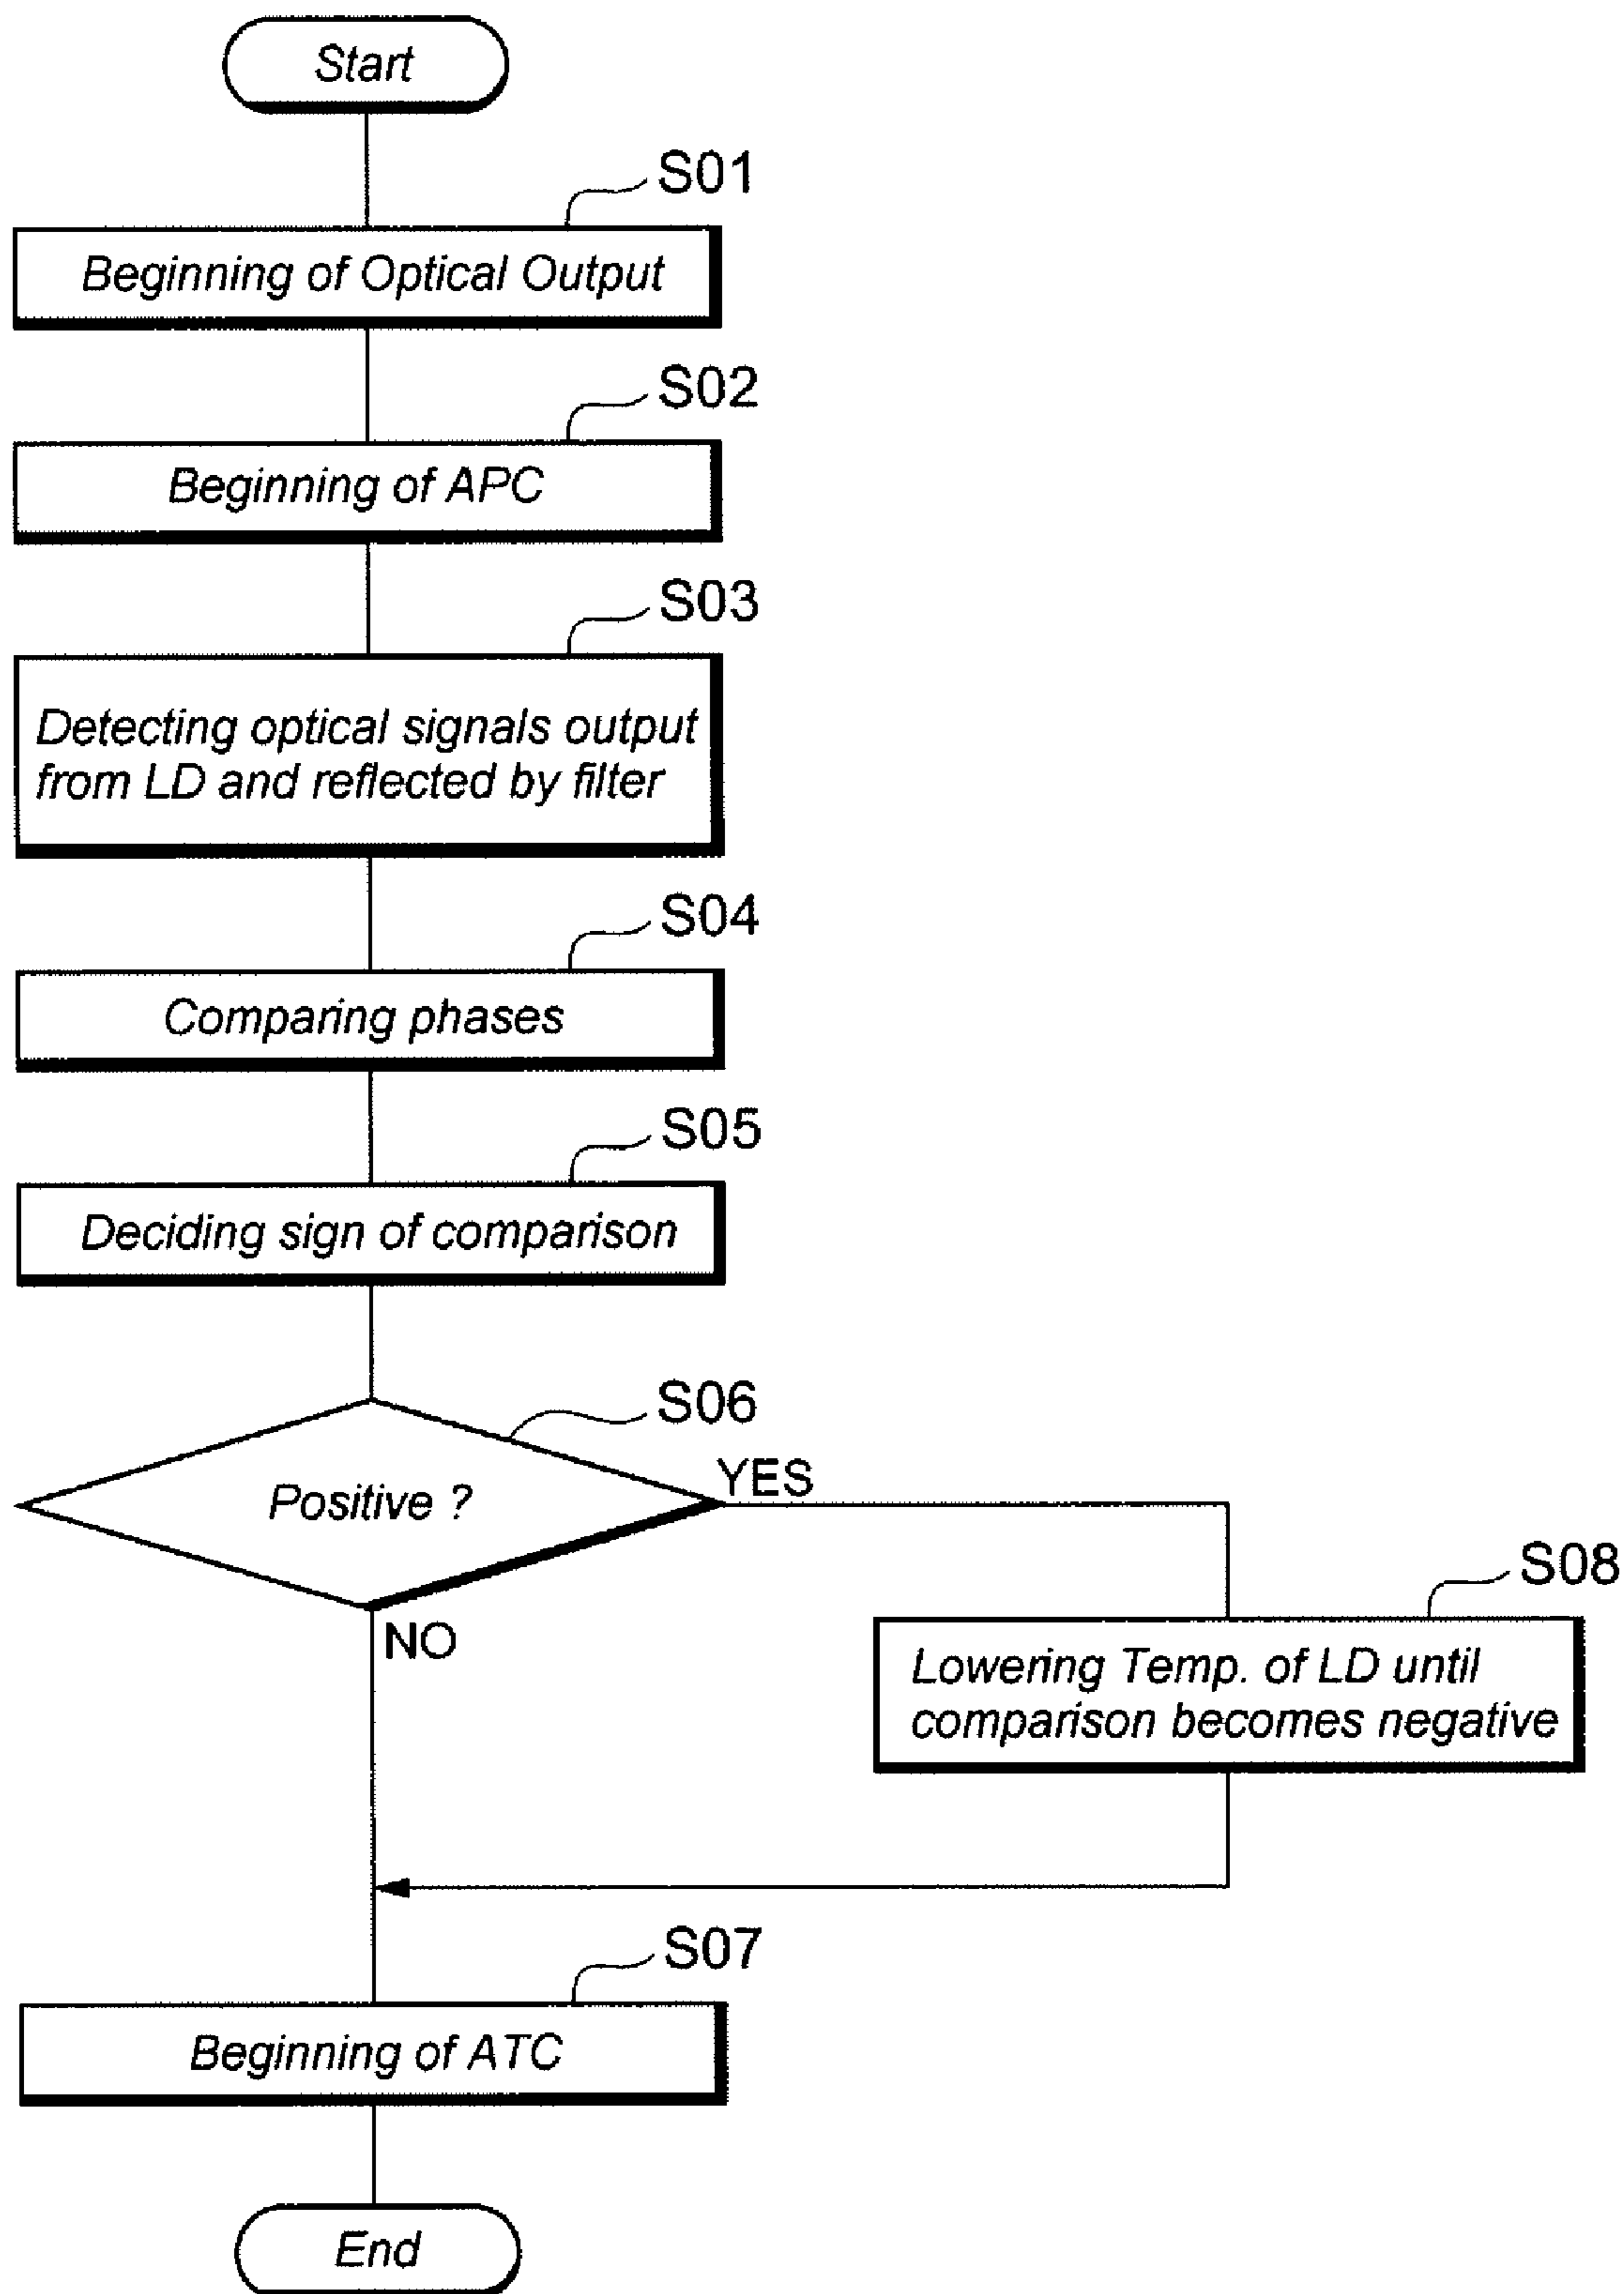 Start
S01
Beginning of Optical Output
S02
Beginning of APC
S03
Detecting optical signals output
from LD and reflected by filter
S04
Comparing phases
S05
Deciding sign of comparison
S06
Positive ?
YES
NO
S08
Lowering Temp. of LD until
comparison becomes negative
S07
Beginning of ATC
End